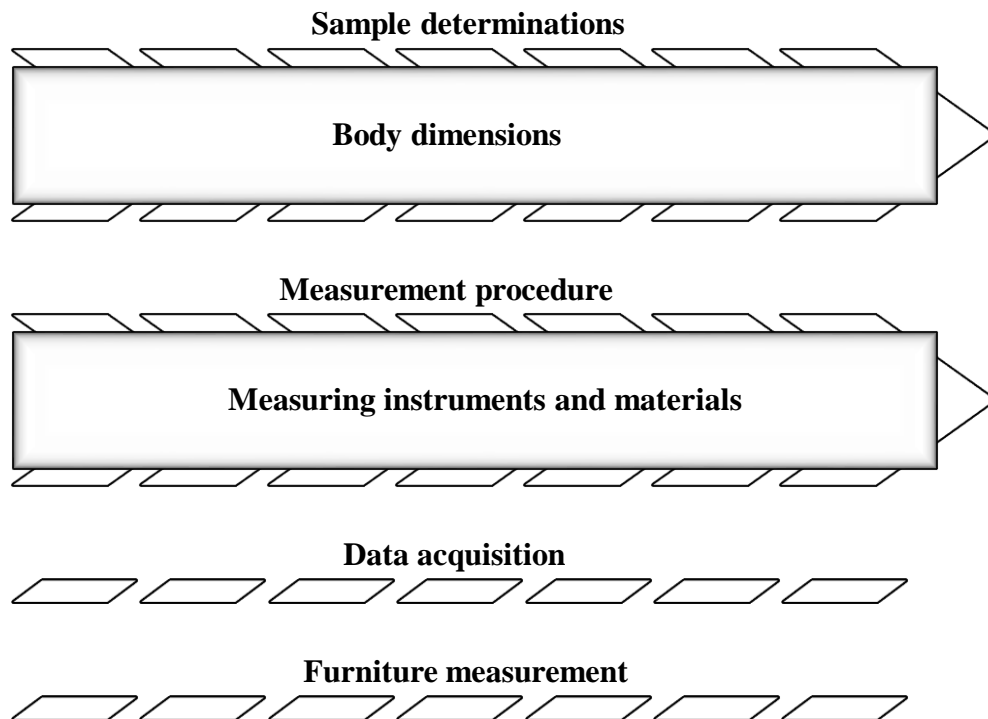 Sample determinations
Body dimensions
Measurement procedure
Measuring instruments and materials
Data acquisition
Furniture measurement